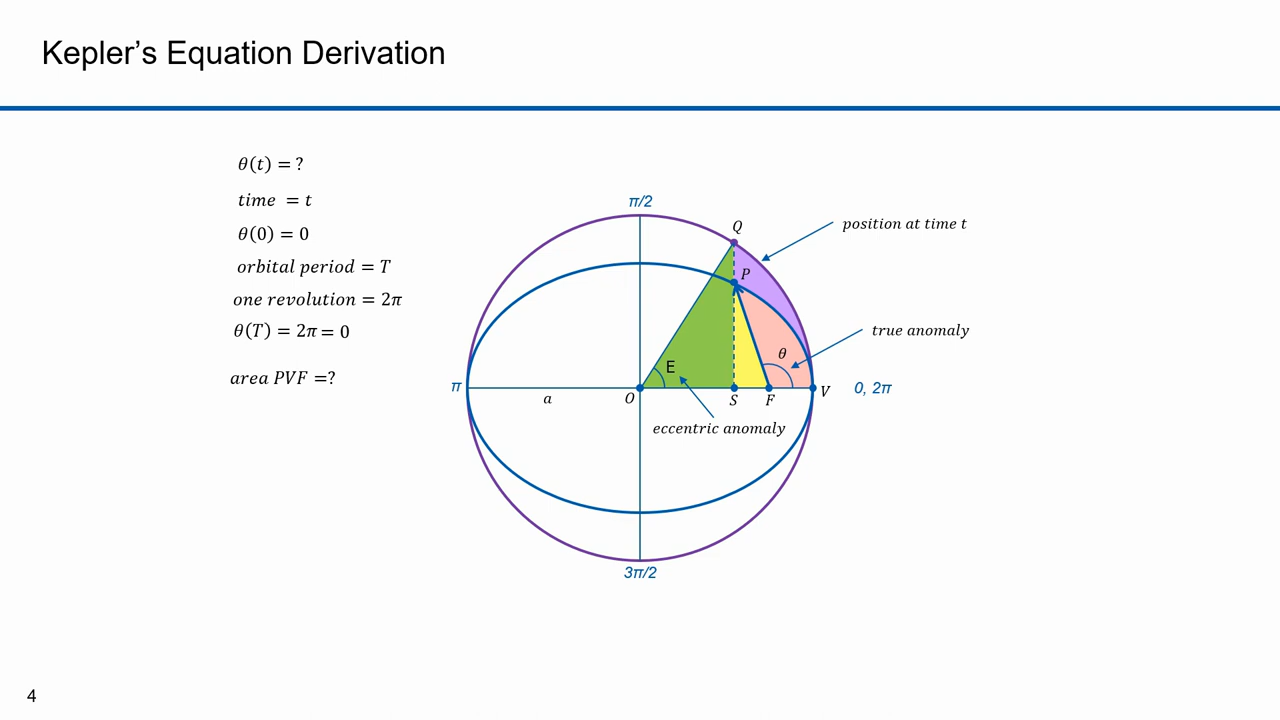 Kepler’s Equation Derivation
θ(t) = ?
time = t
θ(0) = 0
orbital period = T
one revolution = 2π
θ(T) = 2π = 0
area PVF =?
π/2
Q
position at time t
P
true anomaly
θ
E
π
a
O
S
F
V
0, 2π
eccentric anomaly
3π/2
4